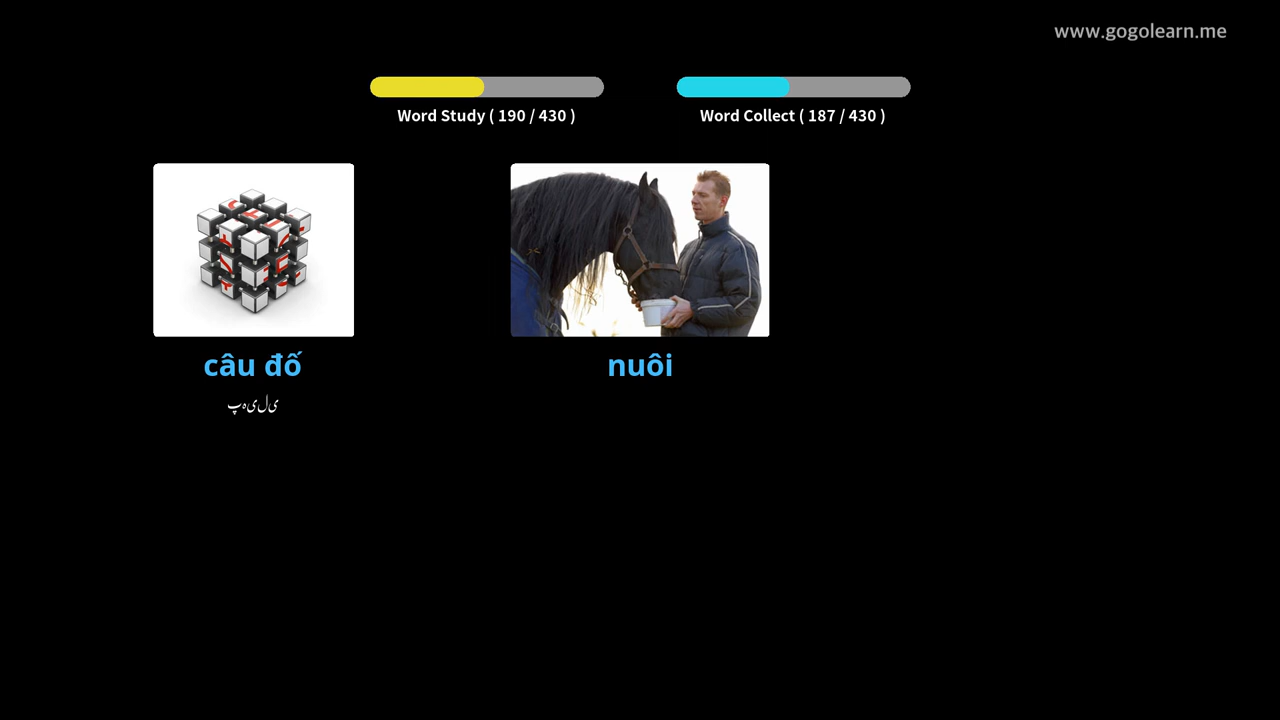 www.gogolearn.me
Word Study ( 190 / 430 )
Word Collect ( 187 / 430 )
câu đố
nuôi
پہیلی